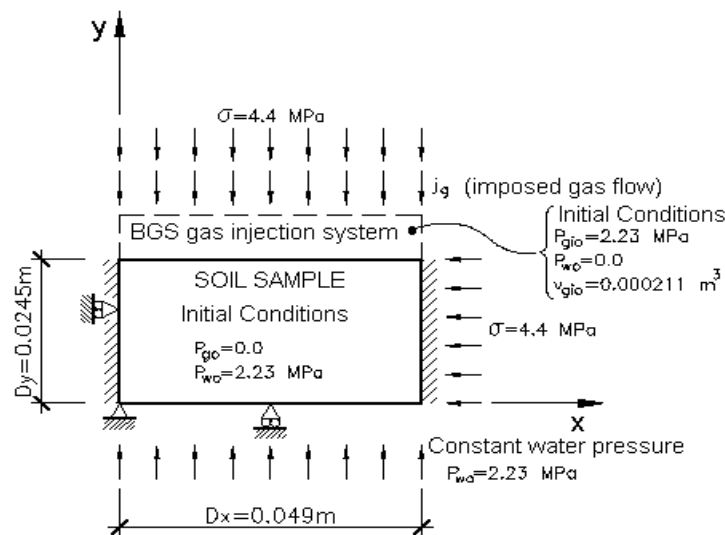 y
σ=4.4 MPa
jg (imposed gas flow)
BGS gas injection system
Initial Conditions
Pgio=2.23 MPa
Pwo=0.0
vgio=0.000211 m³
SOIL SAMPLE
Initial Conditions
Pgo=0.0
Pwo=2.23 MPa
Dy=0.0245m
σ=4.4 MPa
x
Constant water pressure
Pwo=2.23 MPa
Dx=0.049m